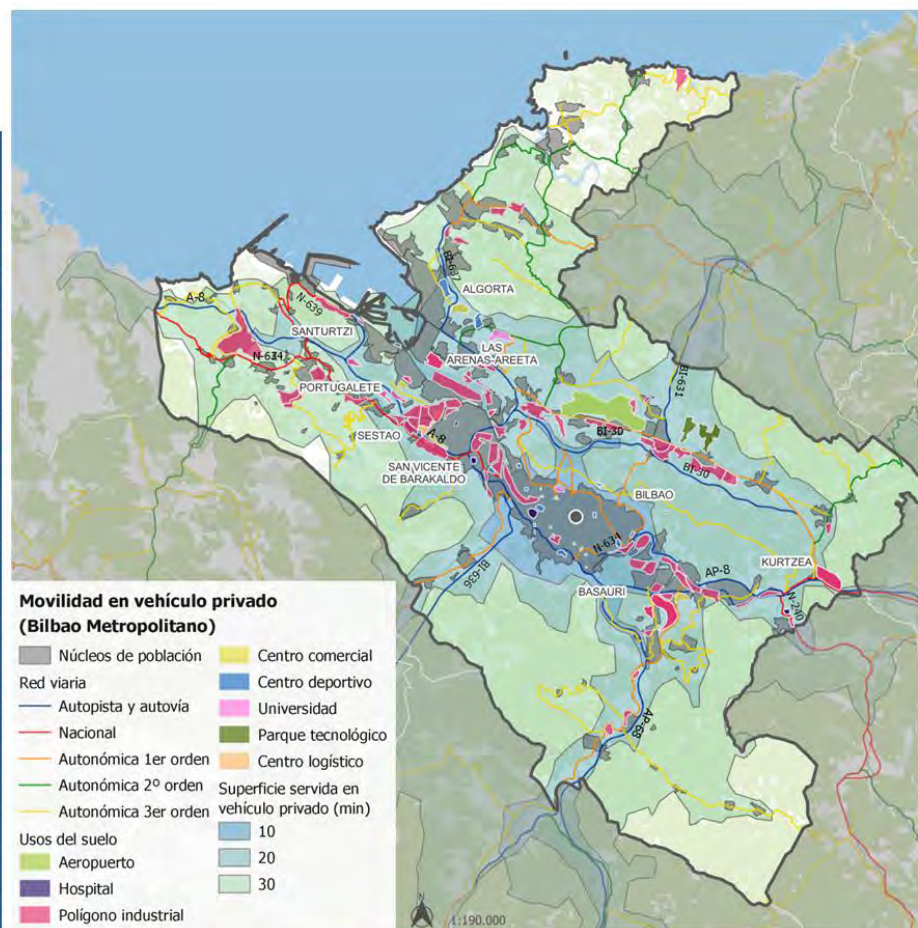 BI-637
ALGORTA
A-8
N-639
SANTURTZI
LAS
ARENAS-AREETA
N-634
BI-631
PORTUGALETE
SESTAO
A-8
BI-30
BI-30
SAN VICENTE
DE BARAKALDO
BILBAO
N-634
KURTZEA
AP-8
BI-636
BASAURI
N-240
AP-68
Movilidad en vehículo privado
(Bilbao Metropolitano)
Núcleos de población
Red viaria
Autopista y autovía
Nacional
Autonómica 1er orden
Autonómica 2º orden
Autonómica 3er orden
Usos del suelo
Aeropuerto
Hospital
Polígono industrial
Centro comercial
Centro deportivo
Universidad
Parque tecnológico
Centro logístico
Superficie servida en
vehículo privado (min)
10
20
30
N
1:190.000